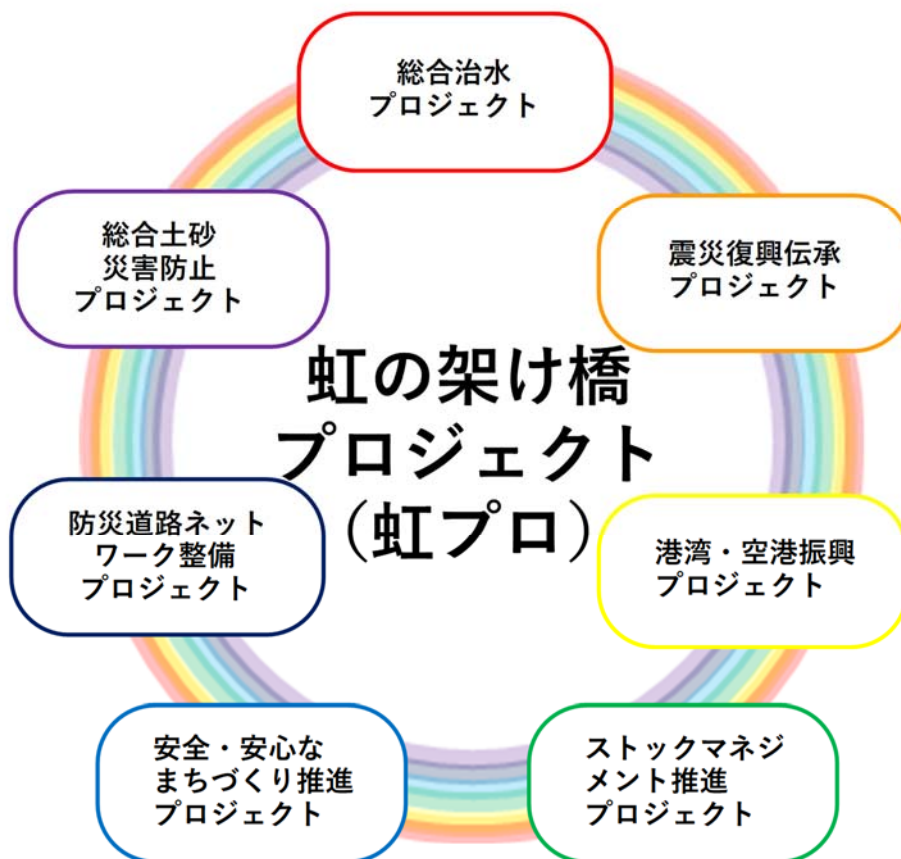 総合治水
プロジェクト
震災復興伝承
プロジェクト
港湾・空港振興
プロジェクト
ストックマネジ
メント推進
プロジェクト
安全・安心な
まちづくり推進
プロジェクト
防災道路ネット
ワーク整備
プロジェクト
総合土砂
災害防止
プロジェクト
虹の架け橋
プロジェクト
（虹プロ）